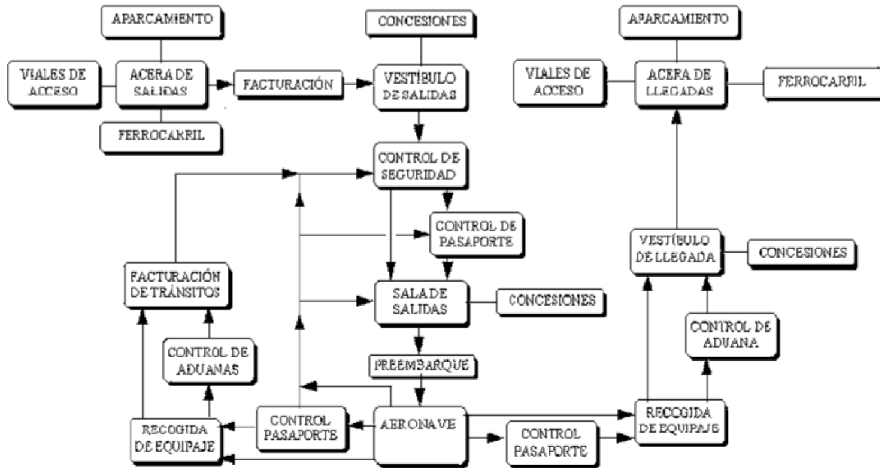 APARCAMIENTO
CONCESIONES
APARCAMIENTO
VIALES DE
ACCESO
ACERA DE
SALIDAS
FACTURACIÓN
VESTÍBULO
DE SALIDAS
VIALES DE
ACCESO
ACERA DE
LLEGADAS
FERROCARRIL
FERROCARRIL
CONTROL DE
SEGURIDAD
CONTROL DE
PASAPORTE
VESTÍBULO
DE LLEGADA
CONCESIONES
FACTURACIÓN
DE TRÁNSITOS
SALA DE
SALIDAS
CONCESIONES
CONTROL DE
ADUANAS
CONTROL DE
ADUANA
PREEMBARQUE
RECOGIDA
DE EQUIPAJE
CONTROL
PASAPORTE
AERONAVE
CONTROL
PASAPORTE
RECOGIDA
DE EQUIPAJE